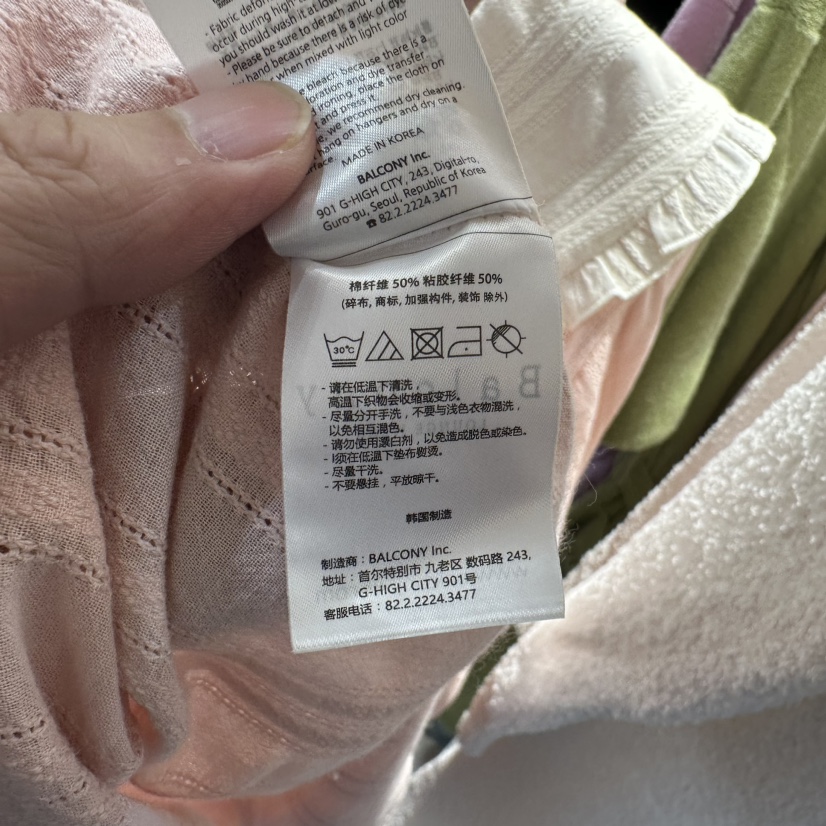 - Fabric defor
occur during high-
you should wash it at low
- Please be sure to detach and
hand because there is a risk of dye
when mixed with light color
bleach because there is a
ation and dye transfer
ironing, place the cloth on
and press it.
we recommend dry cleaning.
hang on hangers and dry on a
surface.
MADE IN KOREA
BALCONY Inc.
901 G-HIGH CITY, 243, Digital-ro,
Guro-gu, Seoul, Republic of Korea
☎82.2.2224.3477
棉纤维 50% 粘胶纤维 50%
(碎布, 商标, 加强构件, 装饰 除外)
30℃
- 请在低温下清洗，
高温下织物会收缩或变形。
- 尽量分开手洗，不要与浅色衣物混洗，
以免相互混色。
- 请勿使用漂白剂，以免造成脱色或染色。
- 须在低温下垫布熨烫。
- 尽量干洗。
- 不要悬挂，平放晾干。
韩国制造
制造商 : BALCONY Inc.
地址 : 首尔特别市 九老区 数码路 243,
G-HIGH CITY 901号
客服电话 : 82.2.2224.3477